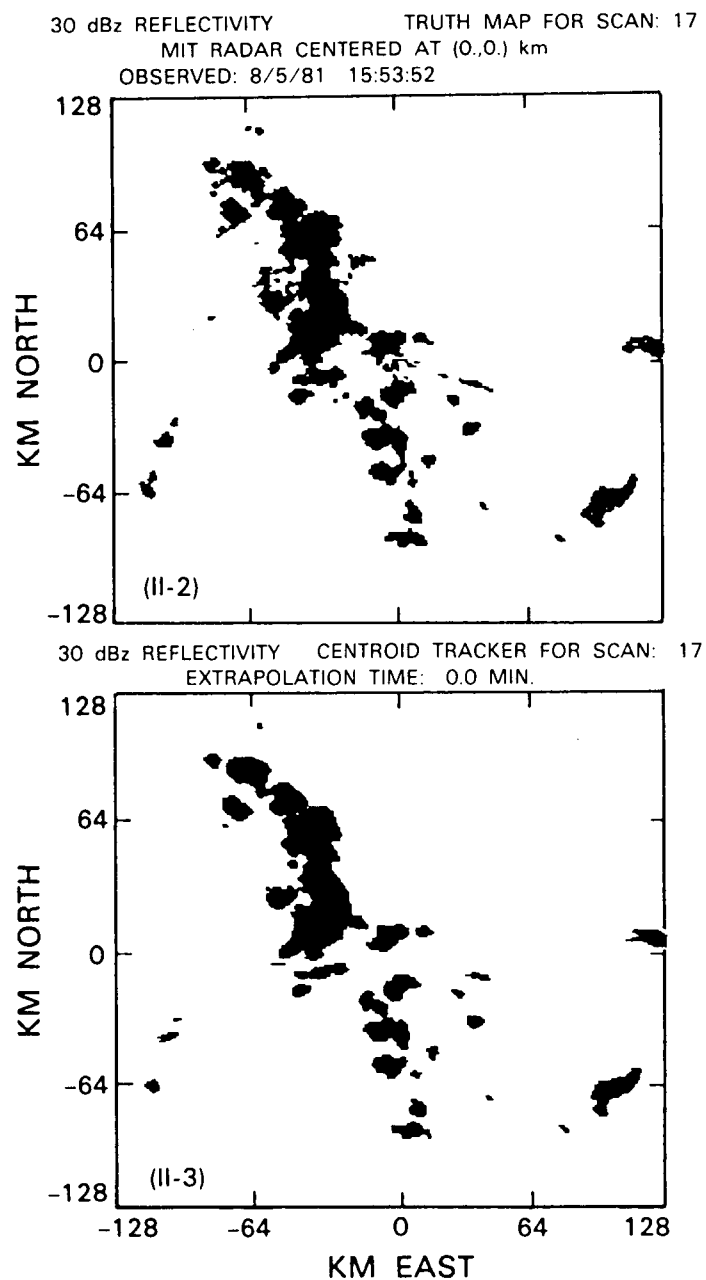 30 dBz REFLECTIVITY TRUTH MAP FOR SCAN: 17
MIT RADAR CENTERED AT (0.,0.) km
OBSERVED: 8/5/81 15:53:52
128
64
0
-64
-128
KM NORTH
(II-2)
30 dBz REFLECTIVITY CENTROID TRACKER FOR SCAN: 17
EXTRAPOLATION TIME: 0.0 MIN.
128
64
0
-64
-128
KM NORTH
(II-3)
-128 -64 0 64 128
KM EAST